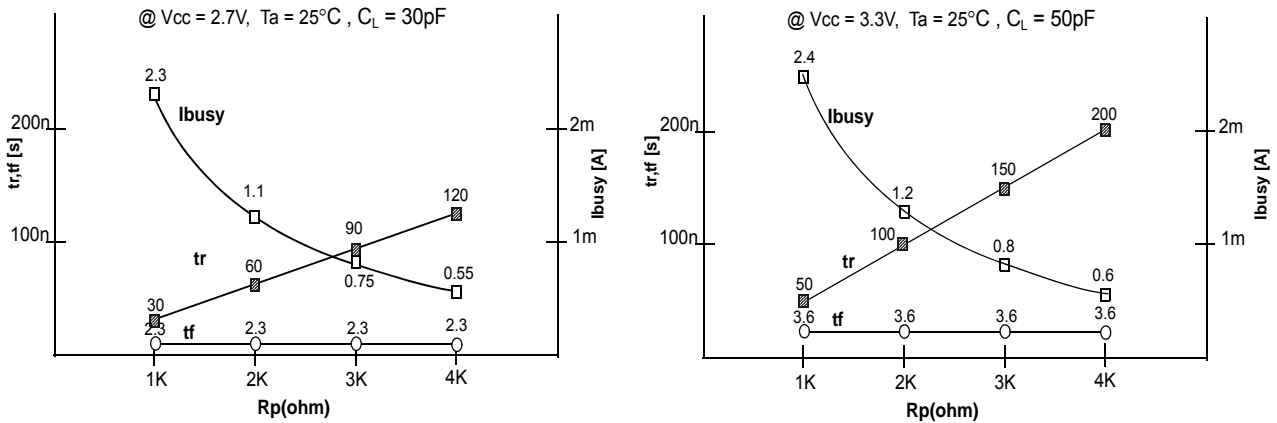 @ Vcc = 2.7V, Ta = 25°C , CL = 30pF
2.3
Ibusy
200n
2m
tr,tf [s]
Ibusy [A]
1.1
120
100n
90
1m
tr
60
0.75
0.55
30
tf
2.3
2.3
2.3
2.3
1K
2K
3K
4K
Rp(ohm)
@ Vcc = 3.3V, Ta = 25°C , CL = 50pF
2.4
Ibusy
200
200n
2m
tr,tf [s]
Ibusy [A]
150
1.2
100
100n
0.8
1m
tr
50
0.6
tf
3.6
3.6
3.6
3.6
1K
2K
3K
4K
Rp(ohm)